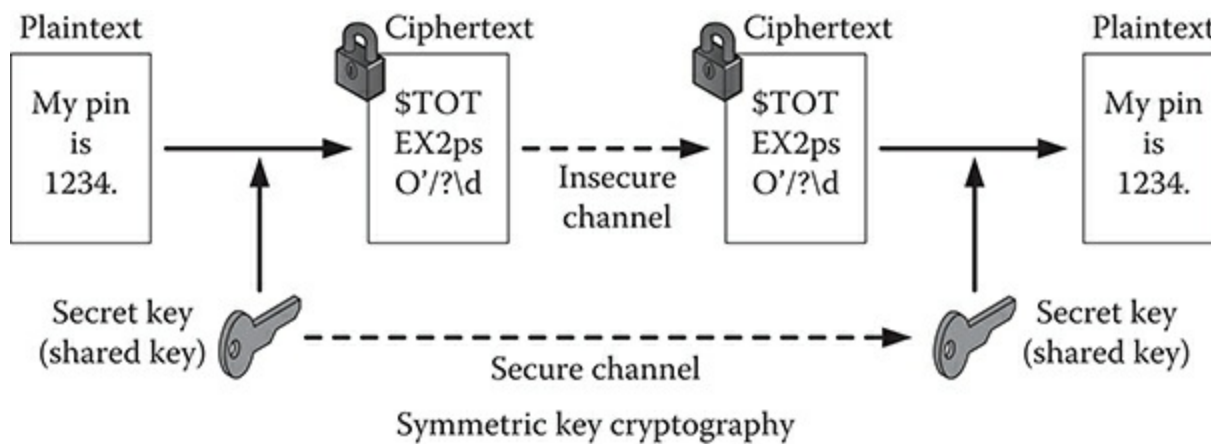 Plaintext
Ciphertext
Ciphertext
Plaintext
My pin
is
1234.
$TOT
EX2ps
O'/?\d
Insecure
channel
$TOT
EX2ps
O'/?\d
My pin
is
1234.
Secret key
(shared key)
Secure channel
Secret key
(shared key)
Symmetric key cryptography